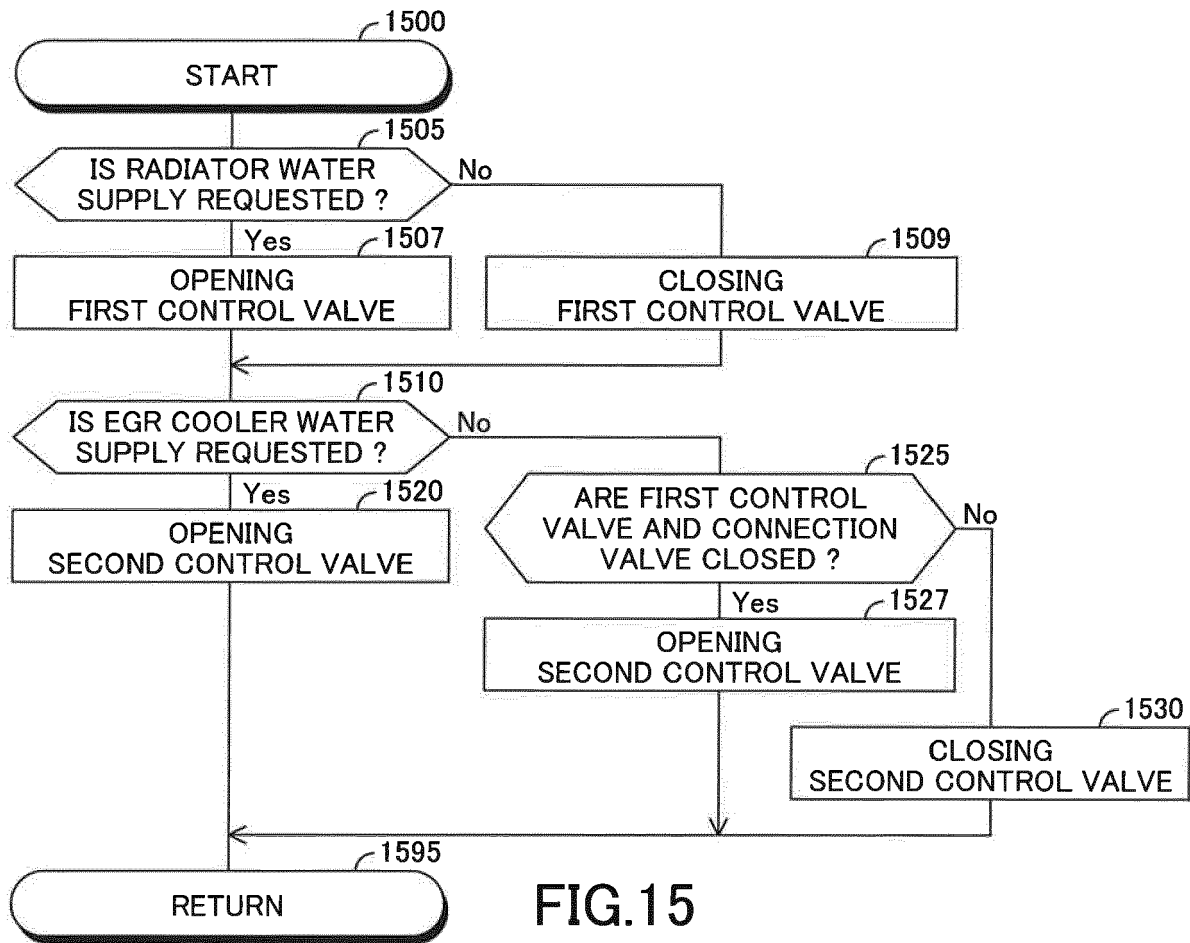 1500
START
1505
IS RADIATOR WATER
SUPPLY REQUESTED ?
No
Yes
1507
OPENING
FIRST CONTROL VALVE
1509
CLOSING
FIRST CONTROL VALVE
1510
IS EGR COOLER WATER
SUPPLY REQUESTED ?
No
Yes
1520
OPENING
SECOND CONTROL VALVE
1525
ARE FIRST CONTROL
VALVE AND CONNECTION
VALVE CLOSED ?
No
Yes
1527
OPENING
SECOND CONTROL VALVE
1530
CLOSING
SECOND CONTROL VALVE
1595
RETURN
FIG.15